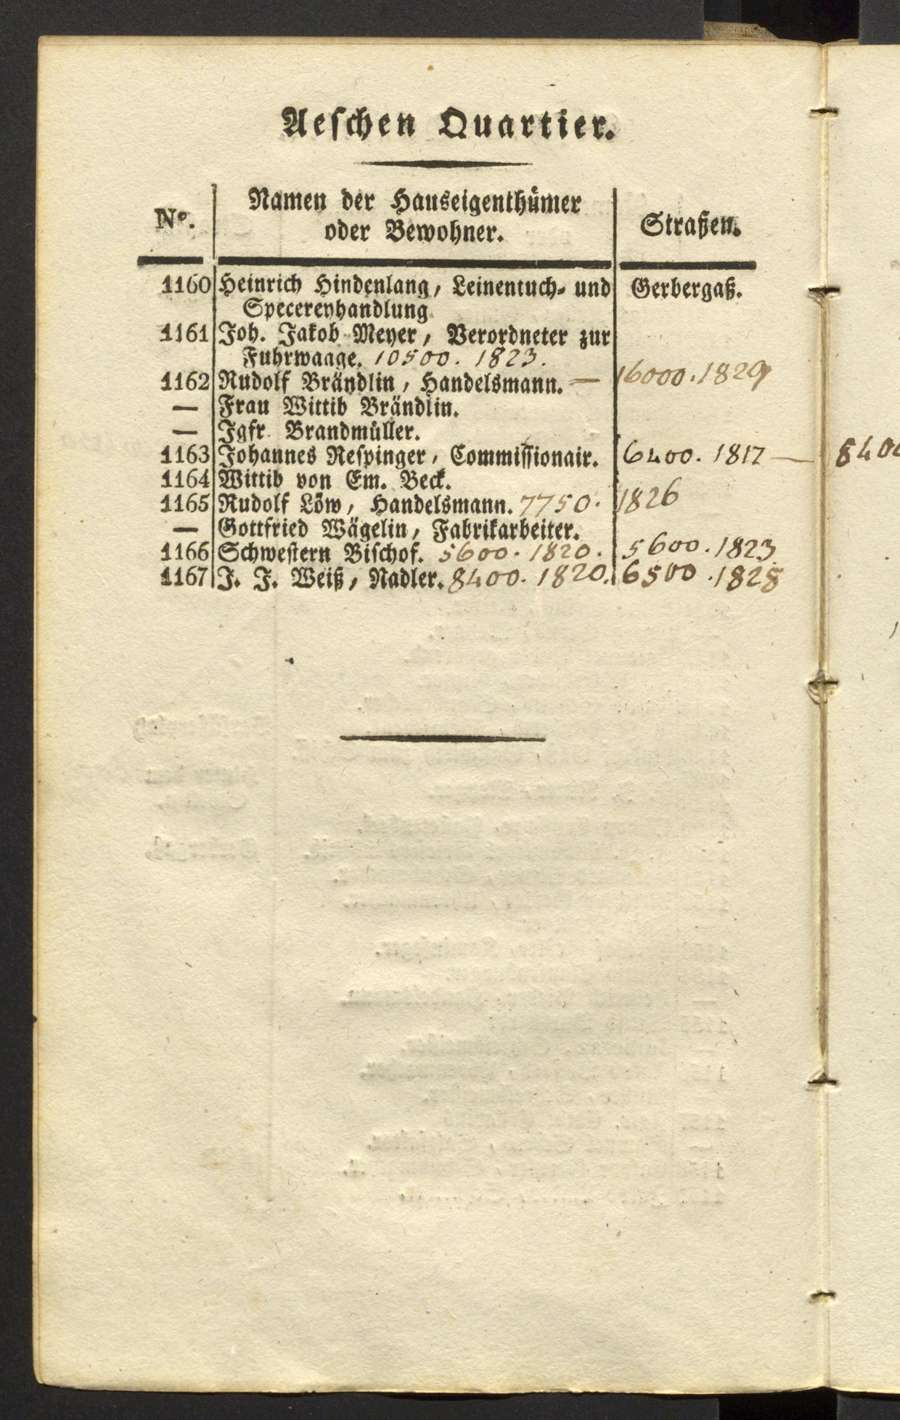 Aeschen Quartier.
Nº.
Namen der Hauseigenthümer
oder Bewohner.
Straßen.
1160 Heinrich Hindenlang, Leinentuch- und Gerbergaß.
Specereyhandlung
1161 Joh. Jakob Meyer, Verordneter zur
Fuhrwaage. 10500. 1823.
1162 Rudolf Brändlin, Handelsmann. — 16000. 1829
— Frau Wittib Brändlin.
— Jgfr. Brandmüller.
1163 Johannes Respinger, Commissionair. 6400. 1817 — 8400
1164 Wittib von Em. Beck.
1165 Rudolf Löw, Handelsmann. 7750. 1826
— Gottfried Wägelin, Fabrikarbeiter.
1166 Schwestern Bischof. 5600. 1820. 5600. 1823
1167 J. J. Weiß, Nadler. 8400. 1820. 6500. 1828